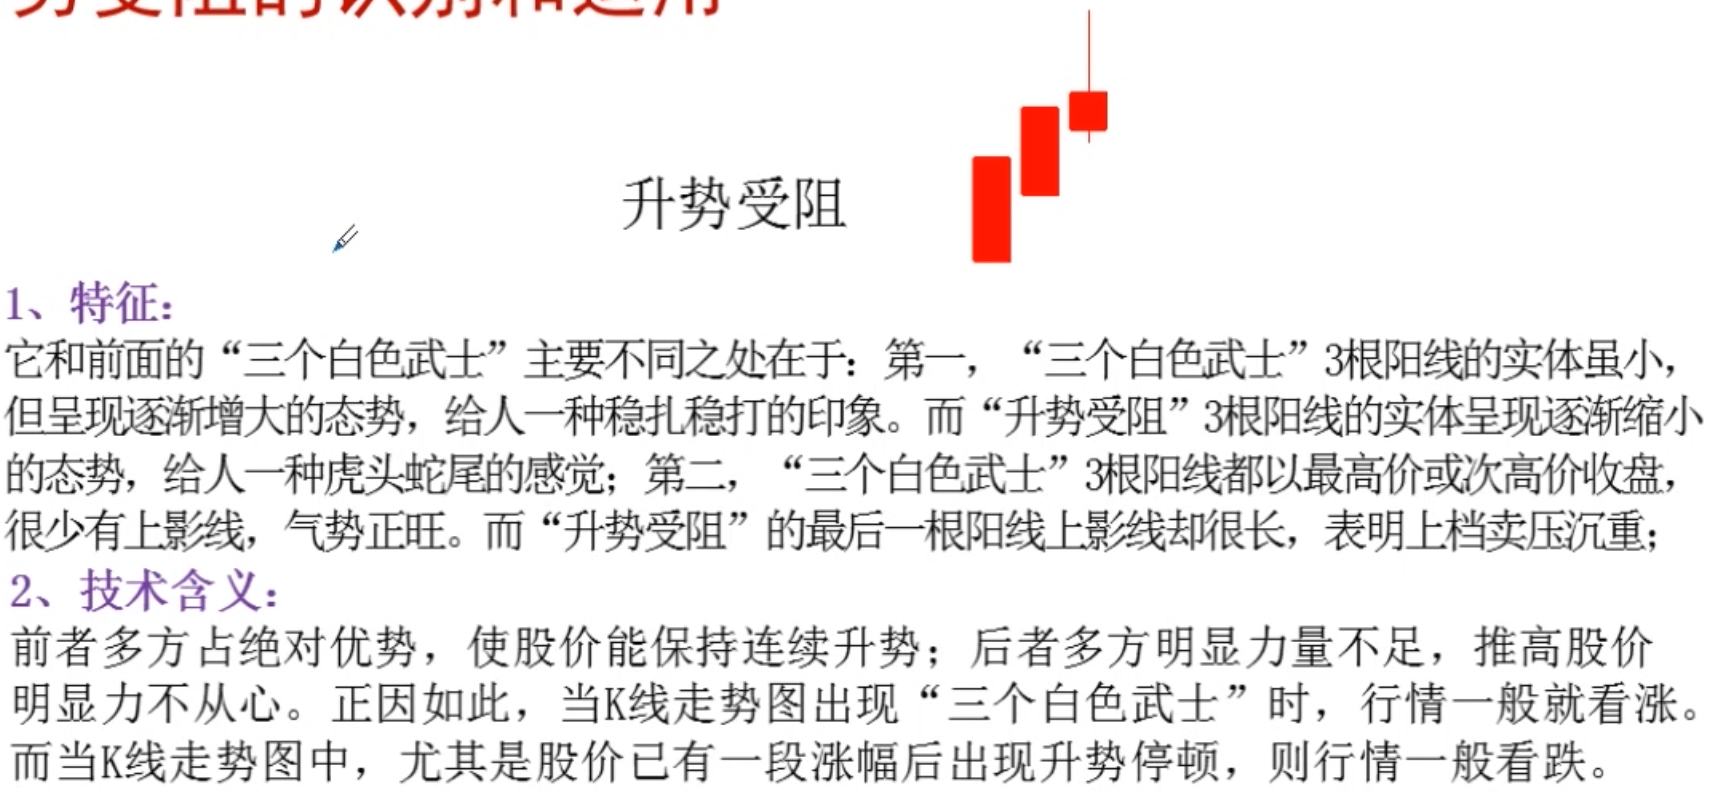 势受阻的识别和运用
升势受阻
1、特征：
它和前面的“三个白色武士”主要不同之处在于：第一，“三个白色武士”3根阳线的实体虽小，
但呈现逐渐增大的态势，给人一种稳扎稳打的印象。而“升势受阻”3根阳线的实体呈现逐渐缩小
的态势，给人一种虎头蛇尾的感觉；第二，“三个白色武士”3根阳线都以最高价或次高价收盘，
很少有上影线，气势正旺。而“升势受阻”的最后一根阳线上影线却很长，表明上档卖压沉重；
2、技术含义：
前者多方占绝对优势，使股价能保持连续升势；后者多方明显力量不足，推高股价
明显力不从心。正因如此，当K线走势图出现“三个白色武士”时，行情一般就看涨。
而当K线走势图中，尤其是股价已有一段涨幅后出现升势停顿，则行情一般看跌。